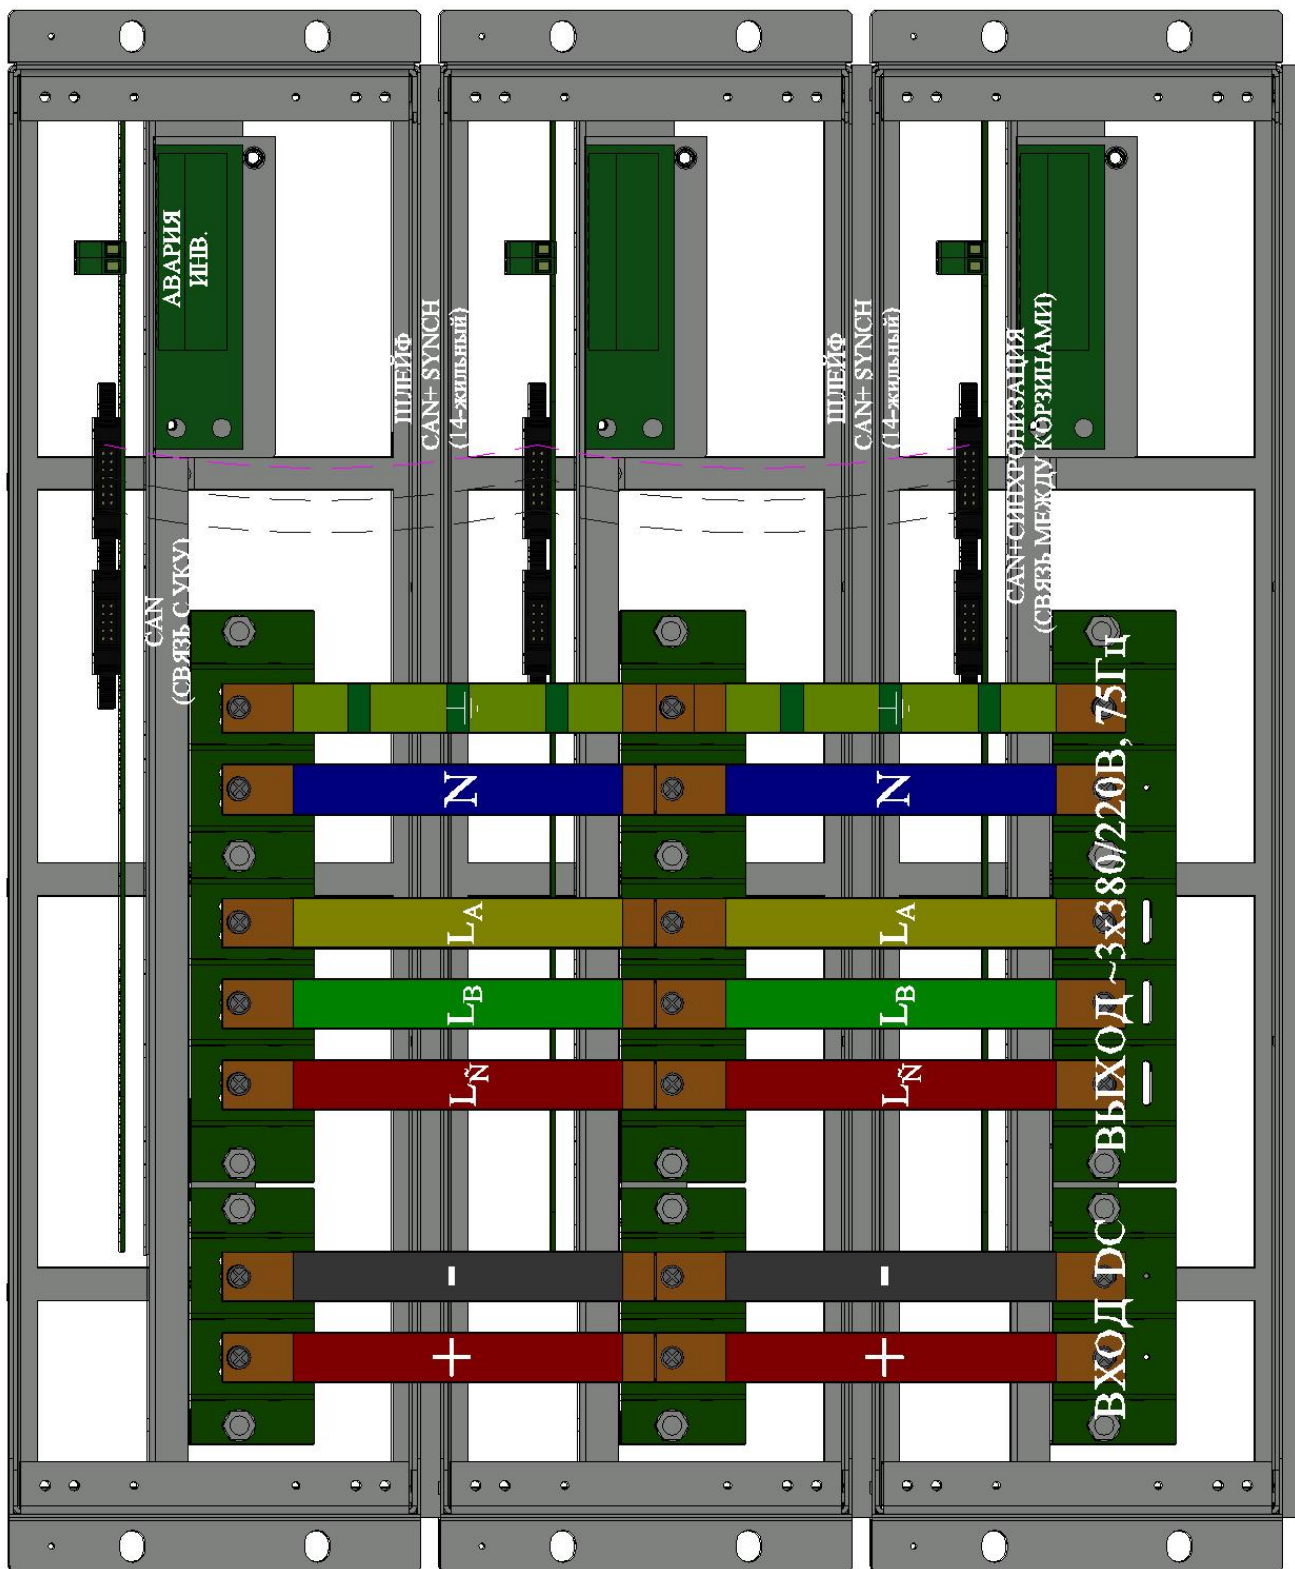 АВАРИЯ
ИНВ.
ШЛЕЙФ
CAN+ SYNCH
(14-жильный)
ШЛЕЙФ
CAN+ SYNCH
(14-жильный)
CAN
(СВЯЗЬ С УКУ)
CAN+СИНХРОНИЗАЦИЯ
(СВЯЗЬ МЕЖДУ КОРЗИНАМИ)
N
N
LA
LA
LB
LB
LÑ
LÑ
-
-
+
+
ВЫХОД ~3x380/220В, 75Гц
ВХОД DC